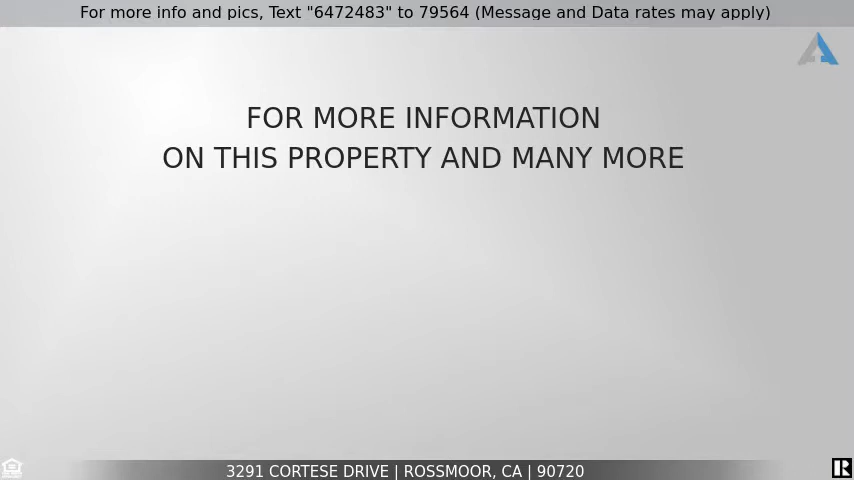 For more info and pics, Text "6472483" to 79564 (Message and Data rates may apply)
FOR MORE INFORMATION
ON THIS PROPERTY AND MANY MORE
3291 CORTESE DRIVE | ROSSMOOR, CA | 90720